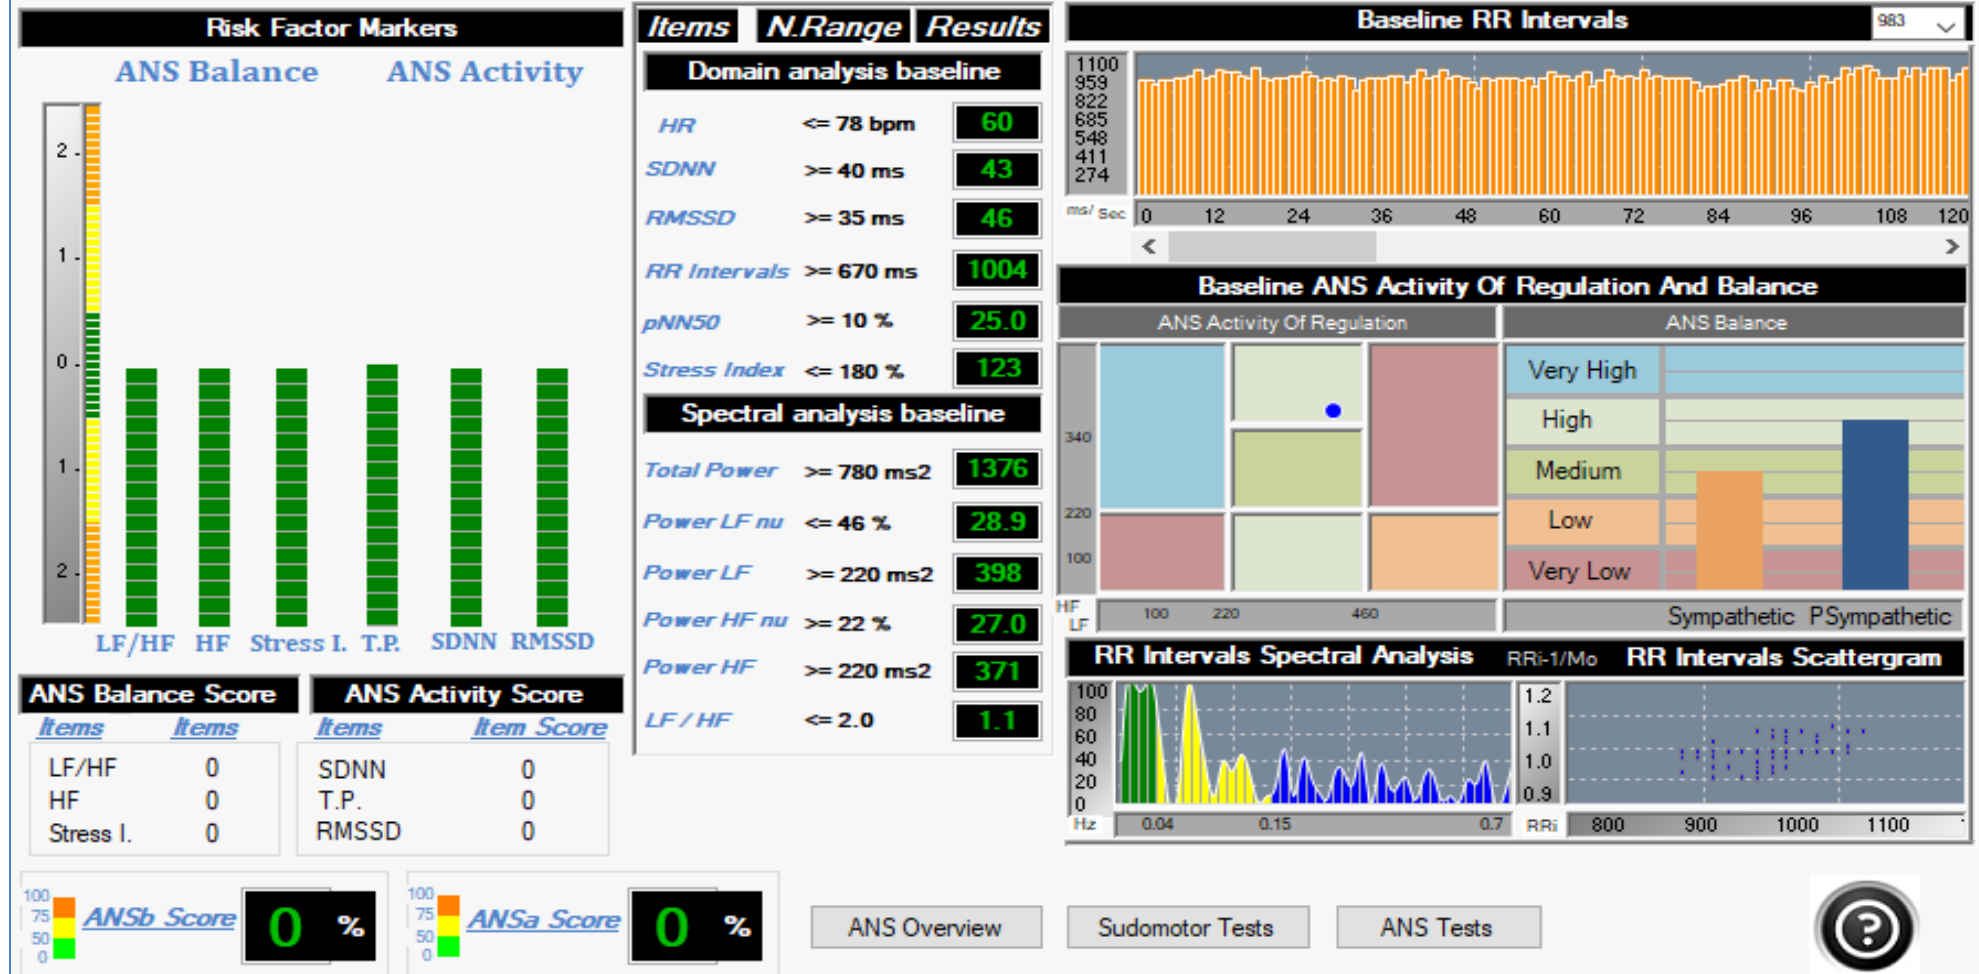 Risk Factor Markers
ANS Balance ANS Activity
2
1
0
1
2
LF/HF HF Stress I. T.P. SDNN RMSSD
ANS Balance Score
Items Items
LF/HF 0
HF 0
Stress I. 0
ANS Activity Score
Items Item Score
SDNN 0
T.P. 0
RMSSD 0
100
75
50
0
ANSb Score 0 %
100
75
50
0
ANSa Score 0 %
Items N.Range Results
Domain analysis baseline
HR <= 78 bpm 60
SDNN >= 40 ms 43
RMSSD >= 35 ms 46
RR Intervals >= 670 ms 1004
pNN50 >= 10 % 25.0
Stress Index <= 180 % 123
Spectral analysis baseline
Total Power >= 780 ms2 1376
Power LF nu <= 46 % 28.9
Power LF >= 220 ms2 398
Power HF nu >= 22 % 27.0
Power HF >= 220 ms2 371
LF / HF <= 2.0 1.1
Baseline RR Intervals 983
1100
959
822
685
548
411
274
ms/ Sec 0 12 24 36 48 60 72 84 96 108 120
Baseline ANS Activity Of Regulation And Balance
ANS Activity Of Regulation
340
220
100
HF
LF
100 220 460
ANS Balance
Very High
High
Medium
Low
Very Low
Sympathetic PSympathetic
RR Intervals Spectral Analysis
100
80
60
40
20
0
Hz 0.04 0.15 0.7
RRi-1/Mo RR Intervals Scattergram
1.2
1.1
1.0
0.9
RRi 800 900 1000 1100
ANS Overview Sudomotor Tests ANS Tests
?